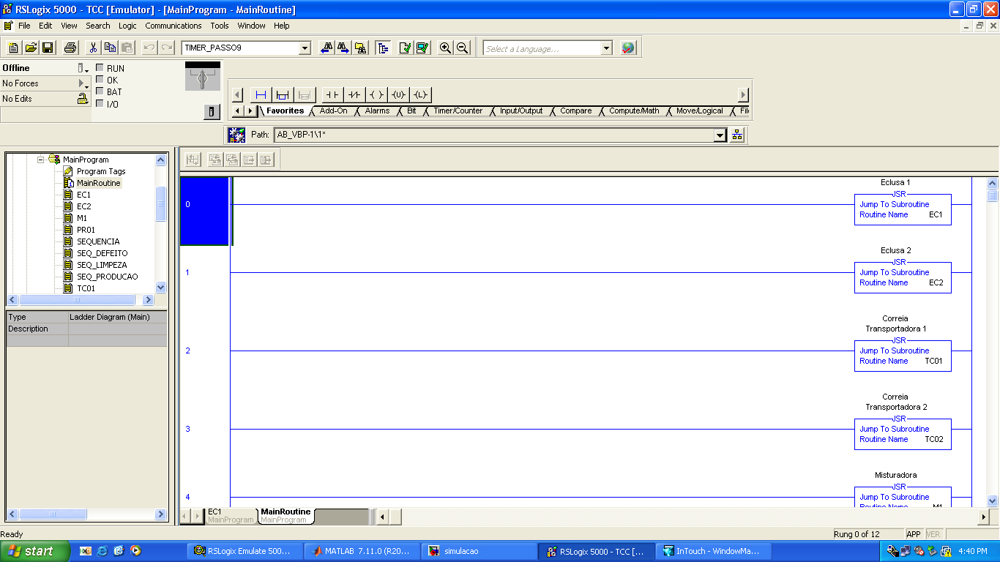 RSLogix 5000 - TCC [Emulator] - [MainProgram - MainRoutine]
File Edit View Search Logic Communications Tools Window Help
TIMER_PASSO9
Select a Language...
Offline
RUN
No Forces
OK
No Edits
BAT
I/O
Favorites Add-On Alarms Bit Timer/Counter Input/Output Compare Compute/Math Move/Logical
Path: AB_VBP-1\1*
MainProgram
Program Tags
MainRoutine
EC1
EC2
M1
PR01
SEQUENCIA
SEQ_DEFEITO
SEQ_LIMPEZA
SEQ_PRODUCAO
TC01
Type Ladder Diagram (Main)
Description
0
Eclusa 1
JSR
Jump To Subroutine
Routine Name EC1
1
Eclusa 2
JSR
Jump To Subroutine
Routine Name EC2
2
Correia
Transportadora 1
JSR
Jump To Subroutine
Routine Name TC01
3
Correia
Transportadora 2
JSR
Jump To Subroutine
Routine Name TC02
4
Misturadora
JSR
Jump To Subroutine
Routine Name M1
EC1 MainRoutine
MainProgram MainProgram
Ready
Rung 0 of 12 APP VER
start
RSLogix Emulate 500...
MATLAB 7.11.0 (R20...
simulacao
RSLogix 5000 - TCC [...
InTouch - WindowMa...
4:40 PM